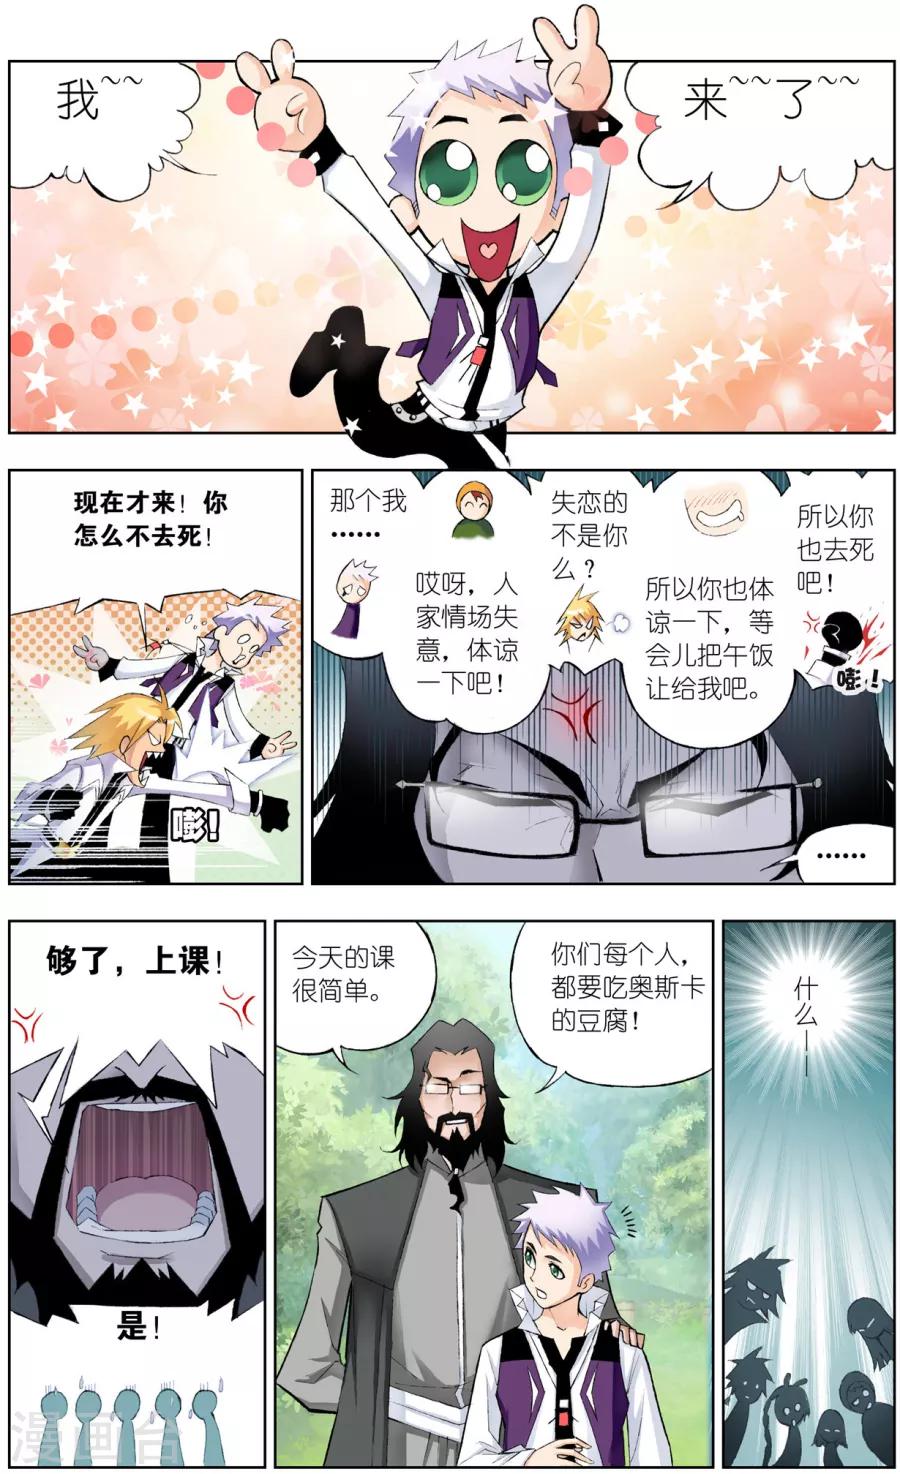 我~~
来~~了~~
现在才来！你
怎么不去死！
嘭！
那个我
……
哎呀，人
家情场失
意，体谅
一下吧！
失恋的
不是你
么？
所以你也体
谅一下，等
会儿把午饭
让给我吧。
所以你
也去死
吧！
嘭！
……
够了，上课！
是！
今天的课
很简单。
你们每个人，
都要吃奥斯卡
的豆腐！
什么——
漫画台